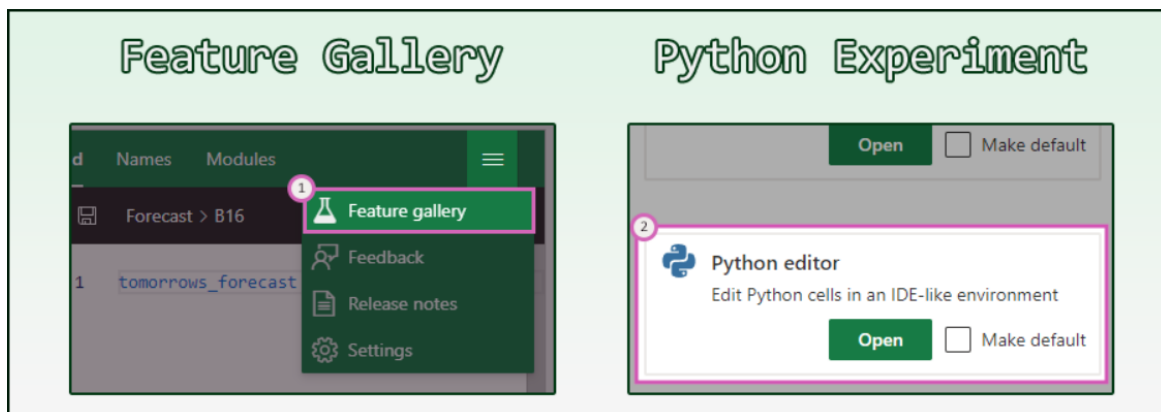 Feature Gallery
Python Experiment
d Names Modules
1
Feature gallery
Forecast > B16
Feedback
1 tomorrows_forecast
Release notes
Settings
Open Make default
2
Python editor
Edit Python cells in an IDE-like environment
Open Make default